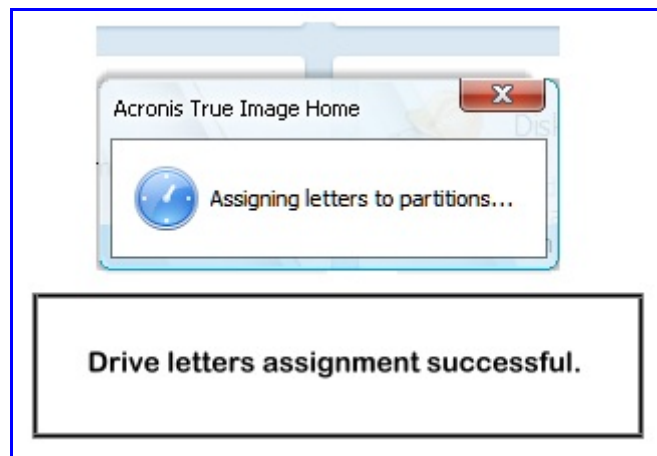 Acronis True Image Home
Assigning letters to partitions...
Drive letters assignment successful.